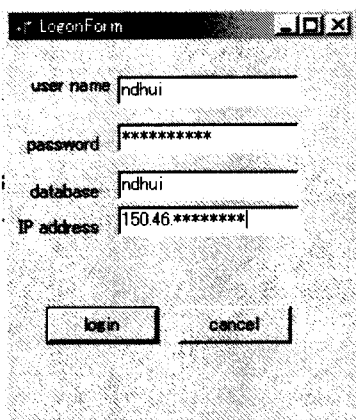 LogonForm
user name ndhui
password **********
database ndhui
IP address 150.46.********
login cancel